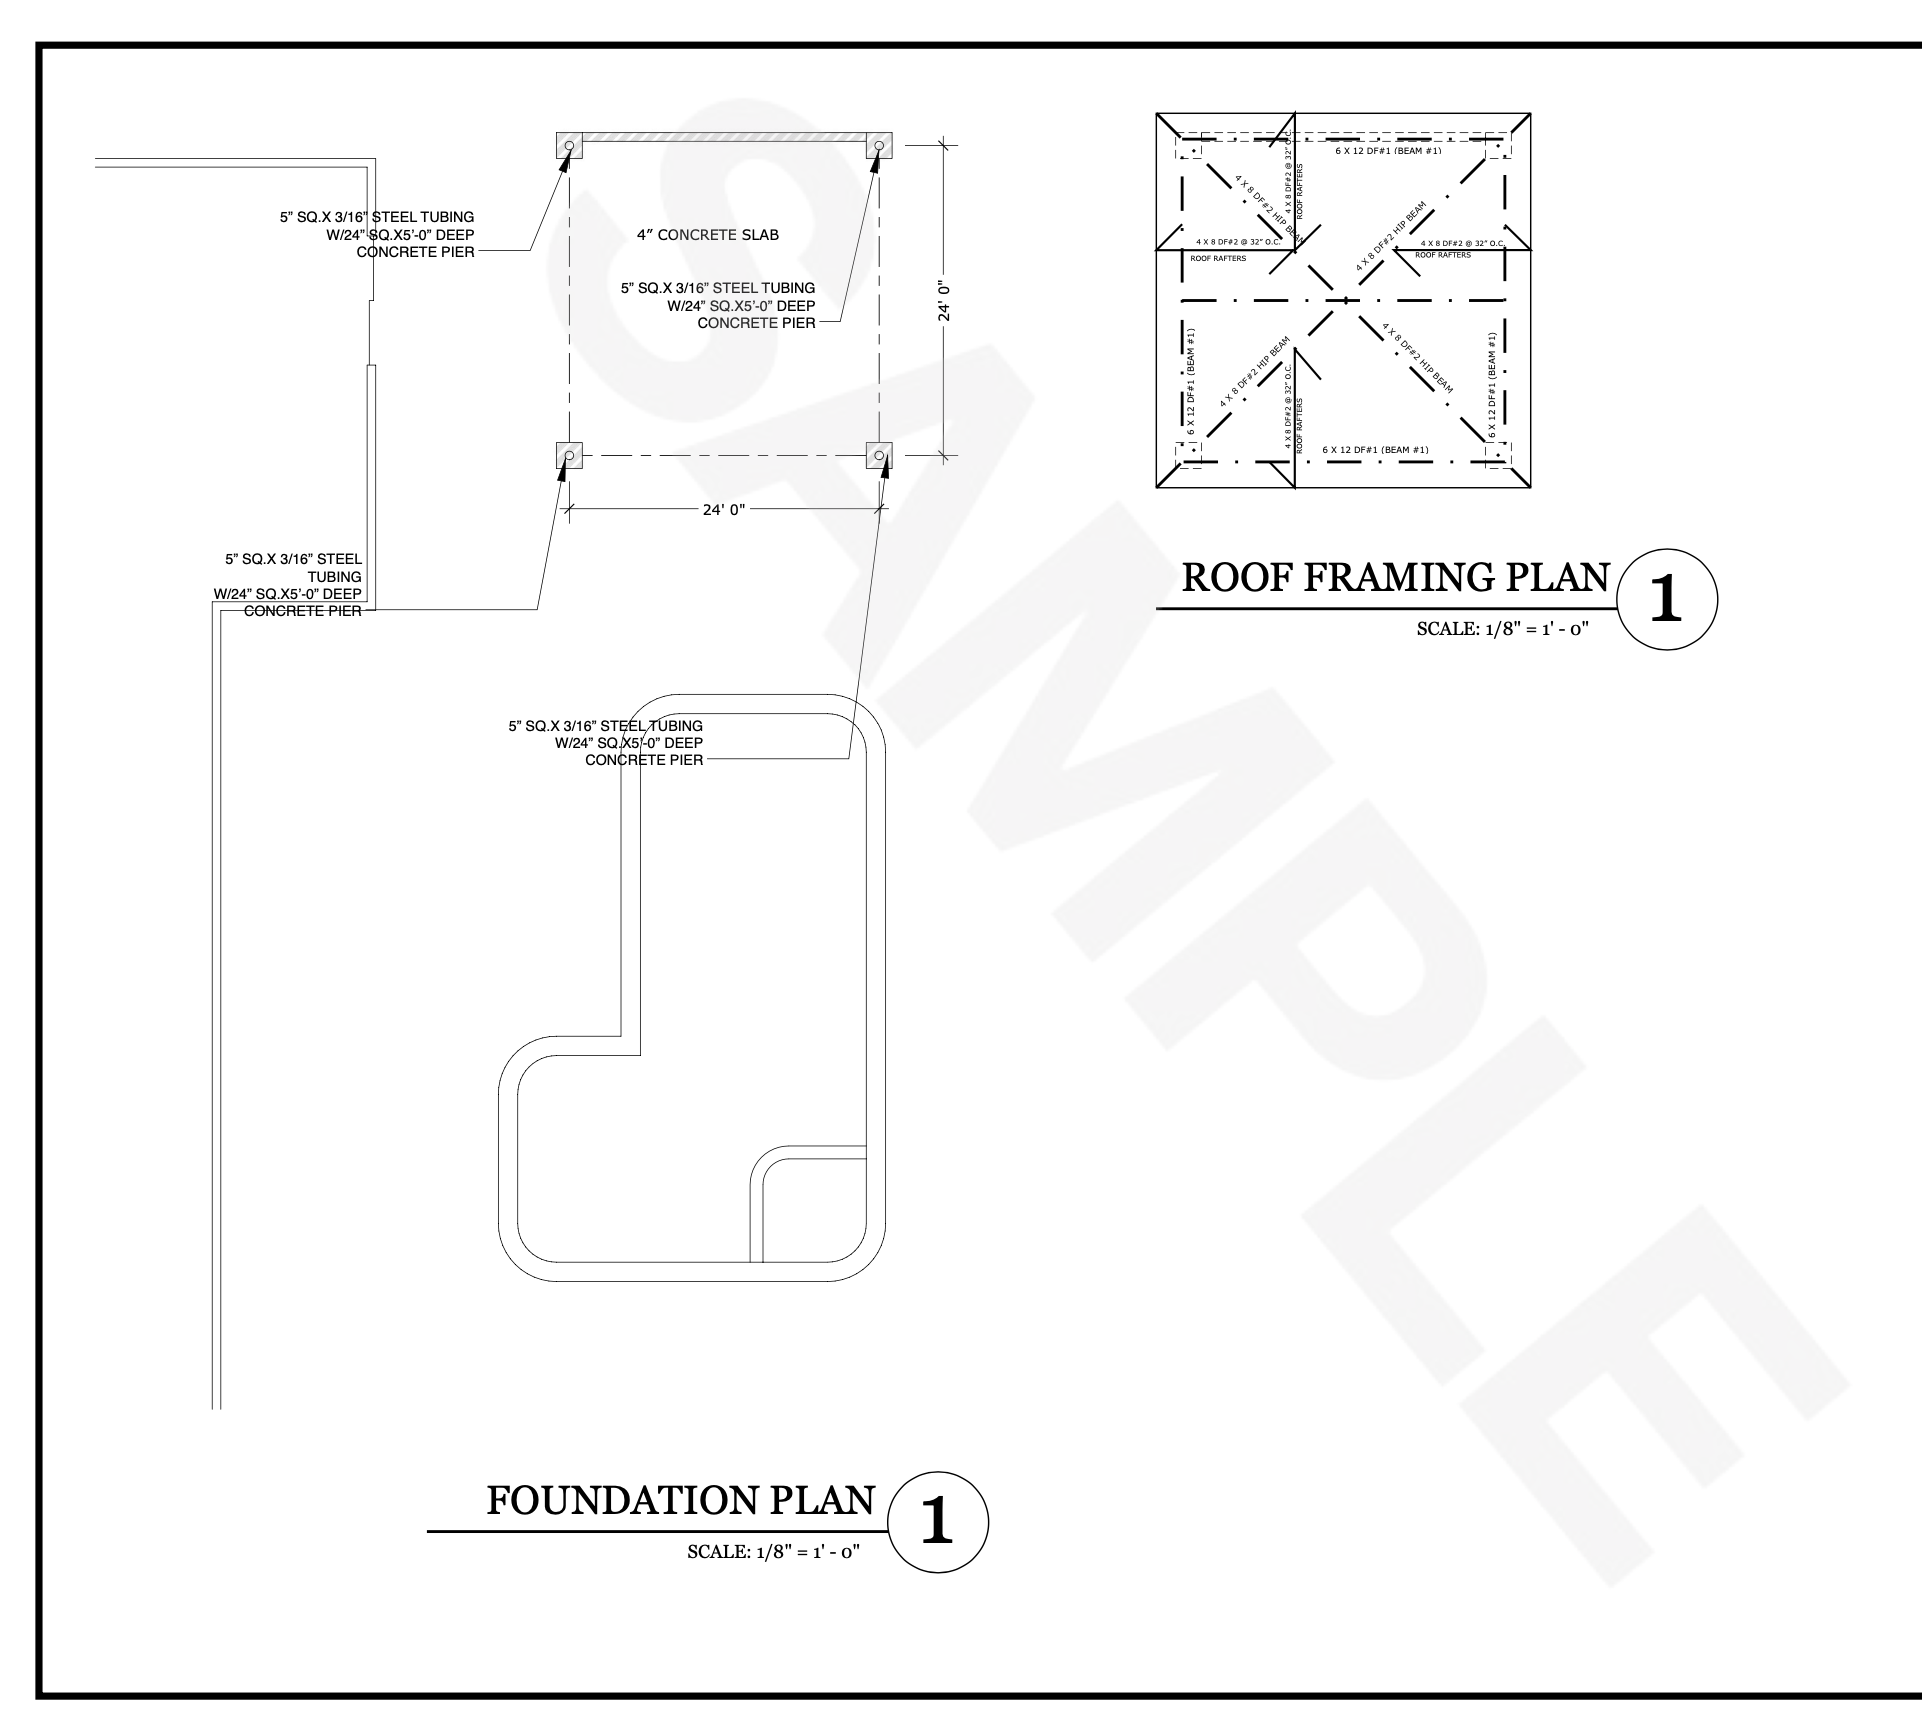 5” SQ.X 3/16” STEEL TUBING
W/24” SQ.X5’-0” DEEP
CONCRETE PIER
4” CONCRETE SLAB
5” SQ.X 3/16” STEEL TUBING
W/24” SQ.X5’-0” DEEP
CONCRETE PIER
24' 0"
24' 0"
5” SQ.X 3/16” STEEL
TUBING
W/24” SQ.X5’-0” DEEP
CONCRETE PIER
5” SQ.X 3/16” STEEL TUBING
W/24” SQ.X5’-0” DEEP
CONCRETE PIER
FOUNDATION PLAN
1
SCALE: 1/8" = 1' - 0"
6 X 12 DF#1 (BEAM #1)
4 X 8 DF#2 @ 32” O.C.
ROOF RAFTERS
4 X 8 DF#2 HIP BEAM
4 X 8 DF#2 HIP BEAM
4 X 8 DF#2 @ 32” O.C.
ROOF RAFTERS
4 X 8 DF#2 @ 32” O.C.
ROOF RAFTERS
6 X 12 DF#1 (BEAM #1)
4 X 8 DF#2 HIP BEAM
4 X 8 DF#2 HIP BEAM
6 X 12 DF#1 (BEAM #1)
4 X 8 DF#2 @ 32” O.C.
ROOF RAFTERS
6 X 12 DF#1 (BEAM #1)
ROOF FRAMING PLAN
1
SCALE: 1/8" = 1' - 0"
SAMPLE